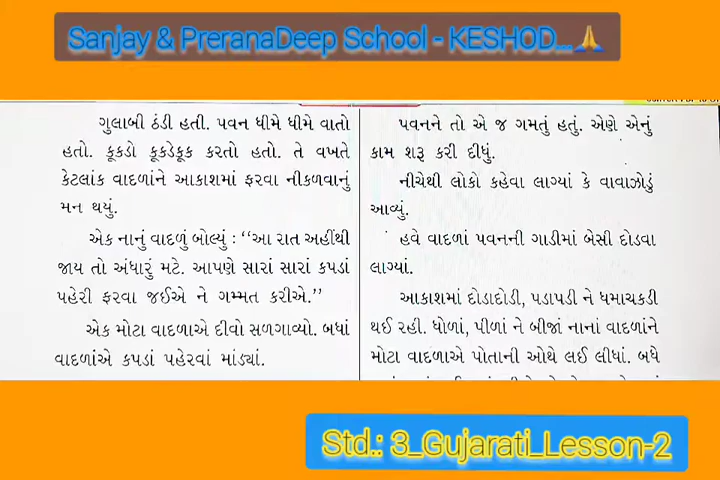 Sanjay & PreranaDeep School - KESHOD...🙏
ગુલાબી ઠંડી હતી. પવન ધીમે ધીમે વાતો
હતો. કૂકડો કૂકડેકૂક કરતો હતો. તે વખતે
કેટલાંક વાદળાંને આકાશમાં ફરવા નીકળવાનું
મન થયું.
એક નાનું વાદળું બોલ્યું : “આ રાત અહીંથી
જાય તો અંધારું મટે. આપણે સારાં સારાં કપડાં
પહેરી ફરવા જઈએ ને ગમ્મત કરીએ.”
એક મોટા વાદળાએ દીવો સળગાવ્યો. બધાં
વાદળાંએ કપડાં પહેરવાં માંડ્યાં.
પવનને તો એ જ ગમતું હતું. એણે એનું
કામ શરૂ કરી દીધું.
નીચેથી લોકો કહેવા લાગ્યાં કે વાવાઝોડું
આવ્યું.
હવે વાદળાં પવનની ગાડીમાં બેસી દોડવા
લાગ્યાં.
આકાશમાં દોડાદોડી, પડાપડી ને ધમાચકડી
થઈ રહી. ધોળાં, પીળાં ને બીજાં નાનાં વાદળાંને
મોટા વાદળાએ પોતાની ઓથે લઈ લીધાં. બધે
Std.: 3_Gujarati_Lesson-2